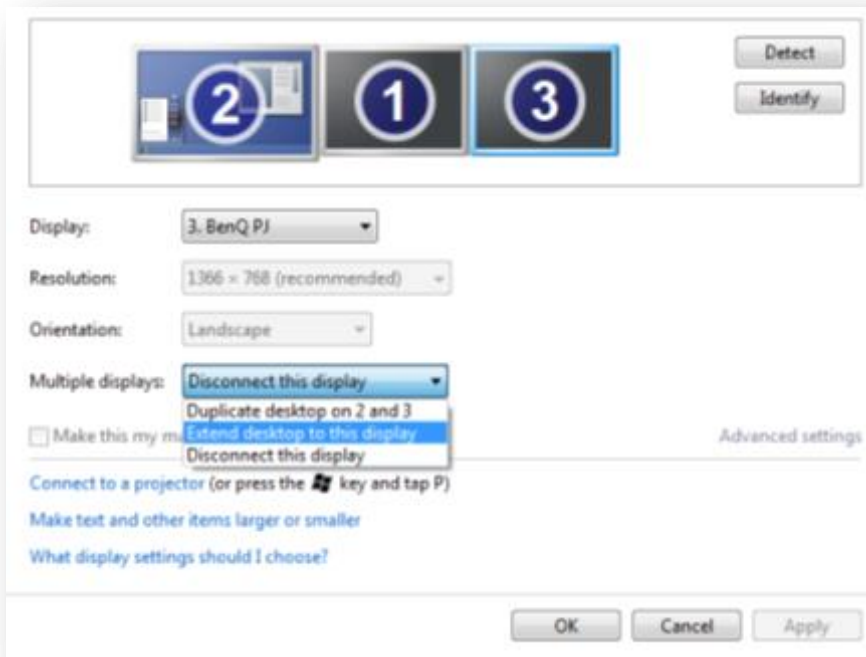 2 1 3
Detect
Identify
Display: 3. BenQ PJ
Resolution: 1366 × 768 (recommended)
Orientation: Landscape
Multiple displays: Disconnect this display
Duplicate desktop on 2 and 3
Make this my m Extend desktop to this display Advanced settings
Disconnect this display
Connect to a projector (or press the key and tap P)
Make text and other items larger or smaller
What display settings should I choose?
OK Cancel Apply